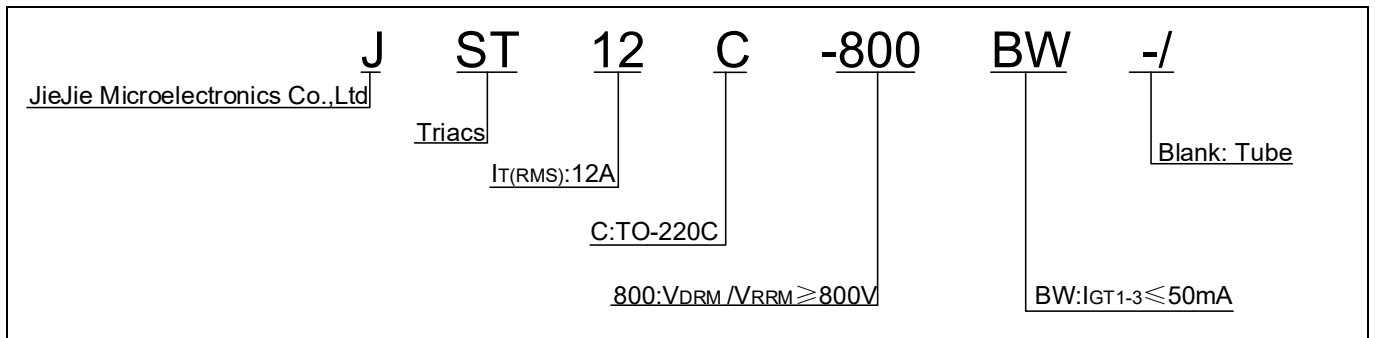 J ST 12 C -800 BW -/
JieJie Microelectronics Co.,Ltd
Triacs
Blank: Tube
IT(RMS):12A
C:TO-220C
800:VDRM /VRRM≥800V
BW:IGT1-3≤50mA